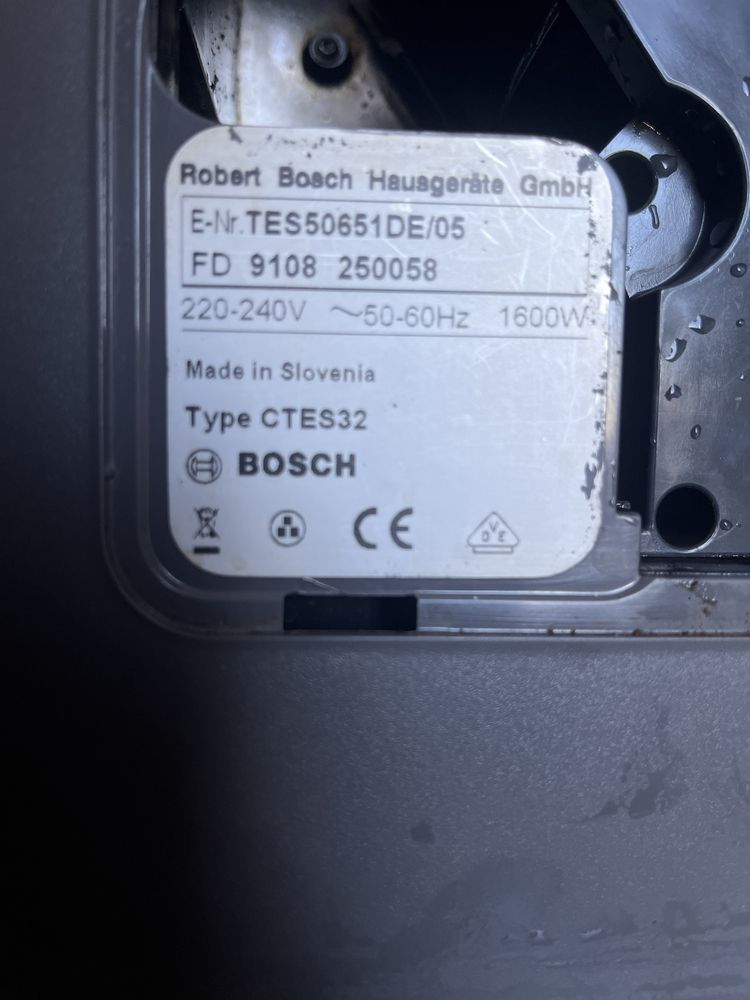 Robert Bosch Hausgeräte GmbH
E-Nr. TES50651DE/05
FD 9108 250058
220-240V ~50-60Hz 1600W
Made in Slovenia
Type CTES32
BOSCH
CE
VDE